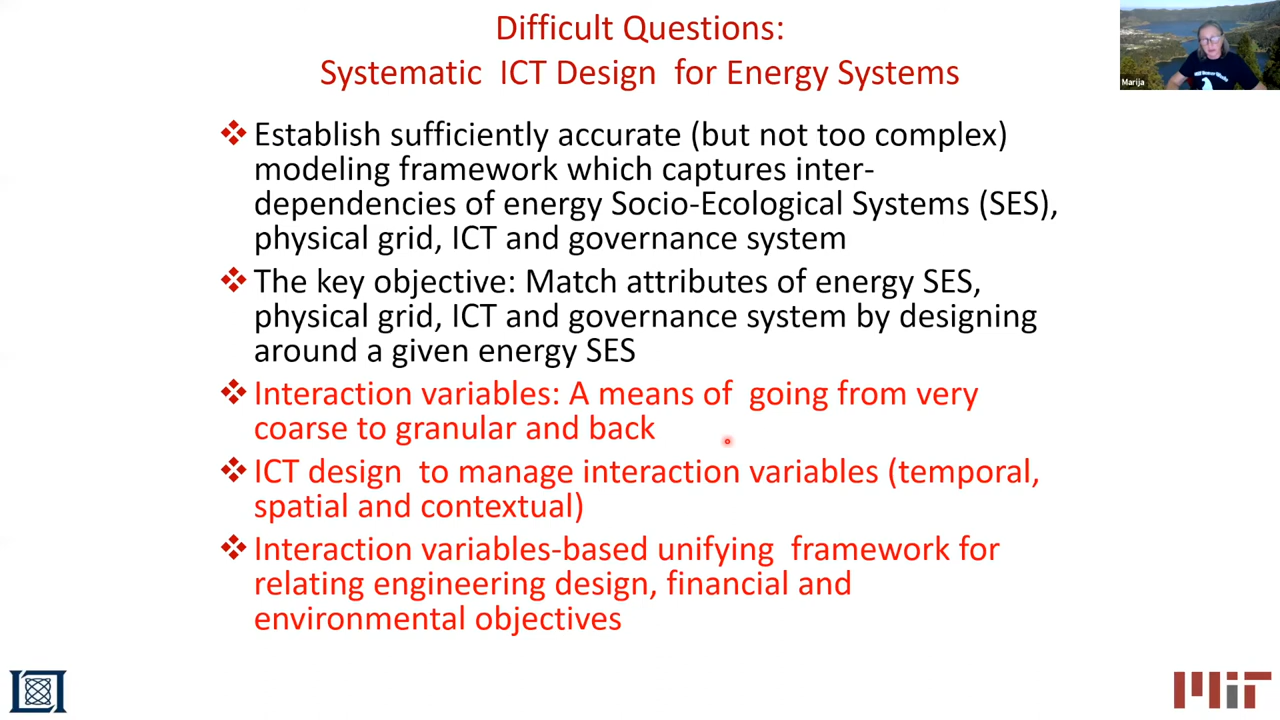 Difficult Questions:
Systematic ICT Design for Energy Systems
Marija
❖ Establish sufficiently accurate (but not too complex)
modeling framework which captures inter-
dependencies of energy Socio-Ecological Systems (SES),
physical grid, ICT and governance system
❖ The key objective: Match attributes of energy SES,
physical grid, ICT and governance system by designing
around a given energy SES
❖ Interaction variables: A means of going from very
coarse to granular and back
❖ ICT design to manage interaction variables (temporal,
spatial and contextual)
❖ Interaction variables-based unifying framework for
relating engineering design, financial and
environmental objectives
MIT